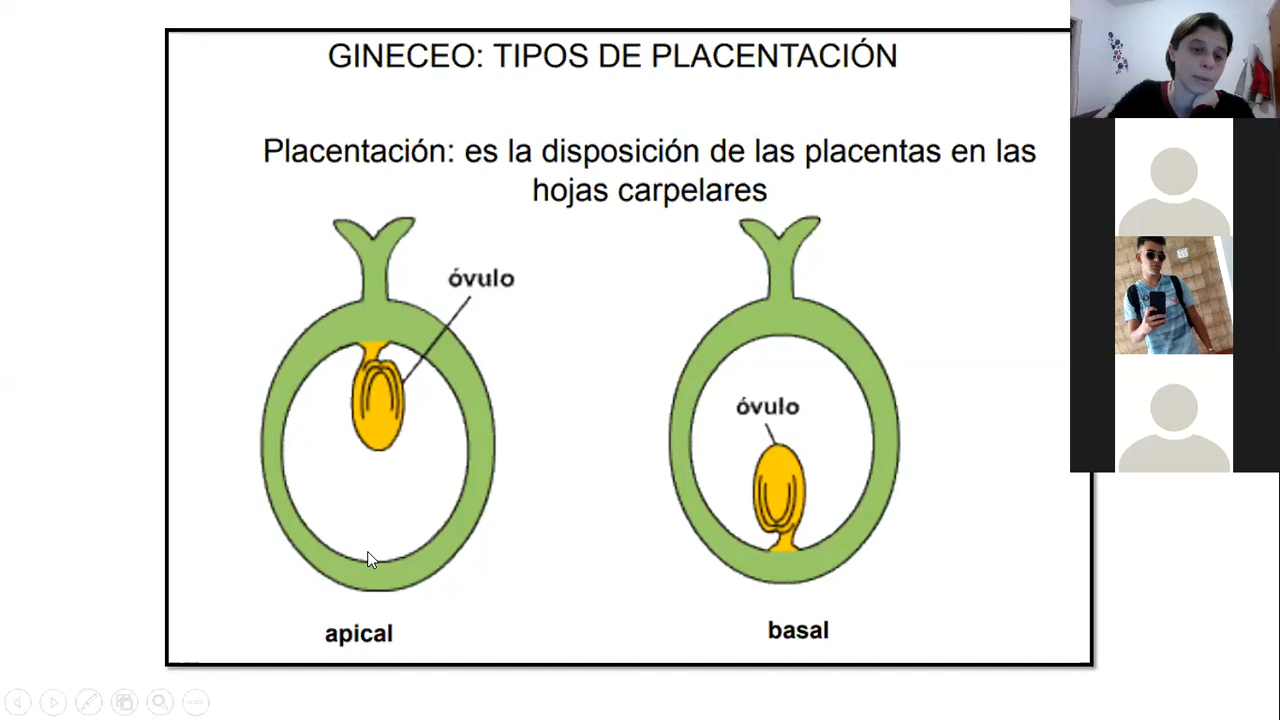 GINECEO: TIPOS DE PLACENTACIÓN
Placentación: es la disposición de las placentas en las
hojas carpelares
óvulo
óvulo
apical
basal